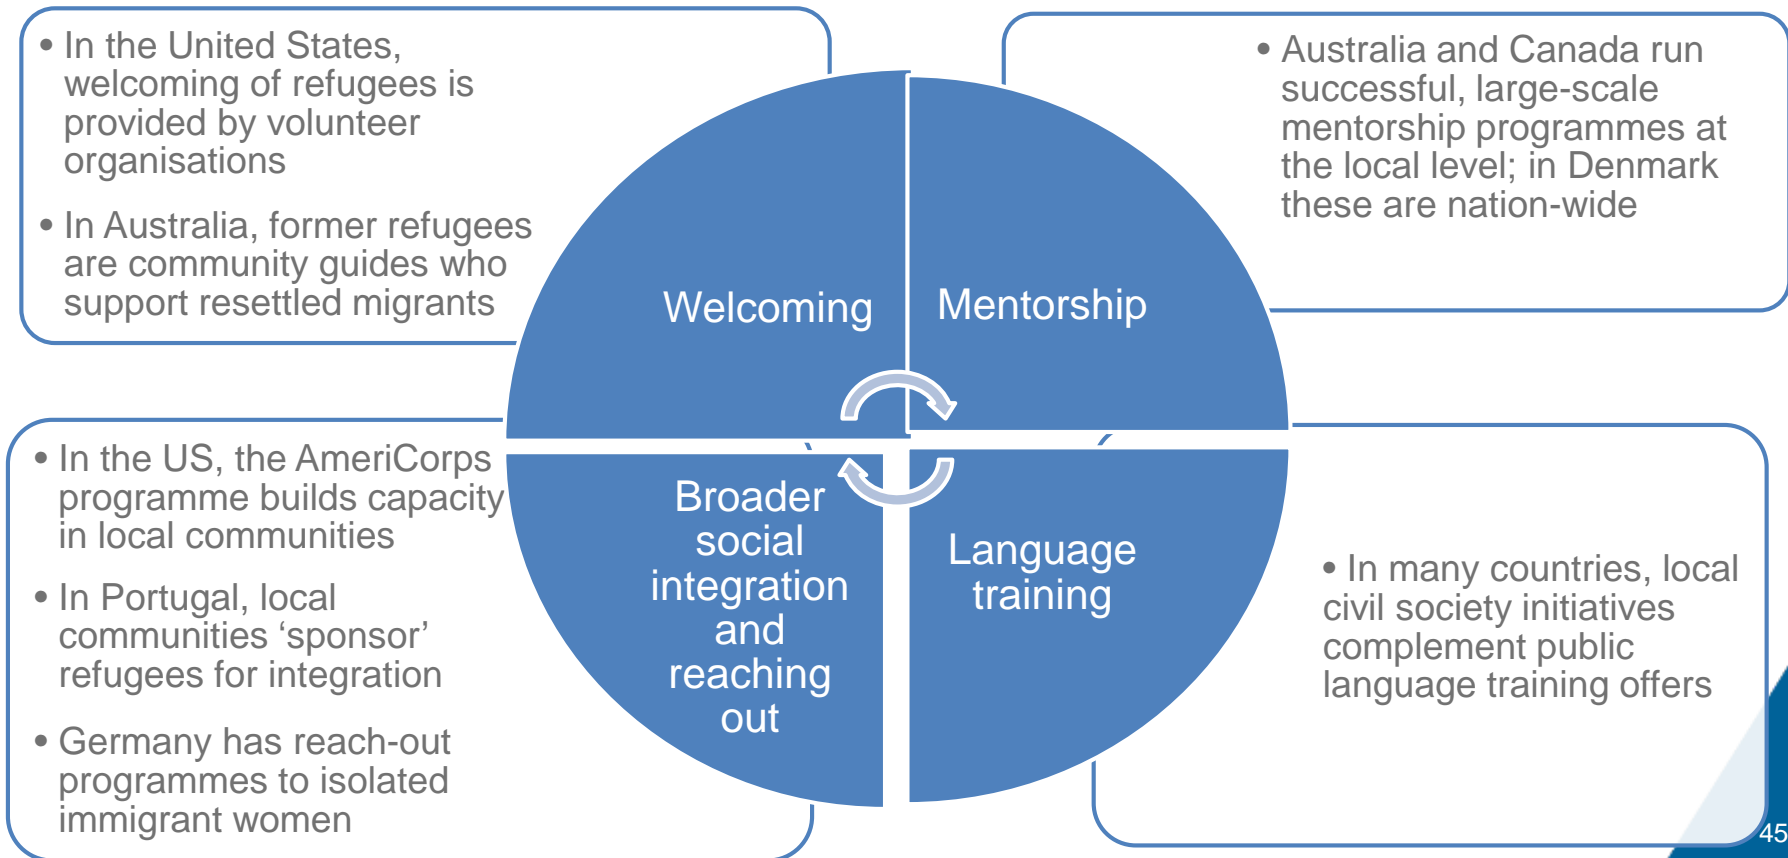 • In the United States,
welcoming of refugees is
provided by volunteer
organisations
• In Australia, former refugees
are community guides who
support resettled migrants
• Australia and Canada run
successful, large-scale
mentorship programmes at
the local level; in Denmark
these are nation-wide
Welcoming
Mentorship
• In the US, the AmeriCorps
programme builds capacity
in local communities
• In Portugal, local
communities ‘sponsor’
refugees for integration
• Germany has reach-out
programmes to isolated
immigrant women
Broader
social
integration
and
reaching
out
Language
training
• In many countries, local
civil society initiatives
complement public
language training offers
45